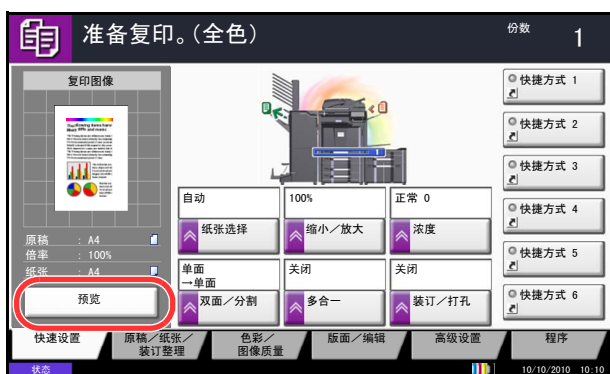 准备复印。(全色)
份数
1
复印图像
原稿 : A4
倍率 : 100%
纸张 : A4
预览
自动
100%
正常 0
纸张选择
缩小／放大
浓度
单面
→单面
关闭
关闭
双面／分割
多合一
装订／打孔
快捷方式 1
快捷方式 2
快捷方式 3
快捷方式 4
快捷方式 5
快捷方式 6
快速设置
原稿／纸张／
装订整理
色彩／
图像质量
版面／编辑
高级设置
程序
状态
10/10/2010 10:10